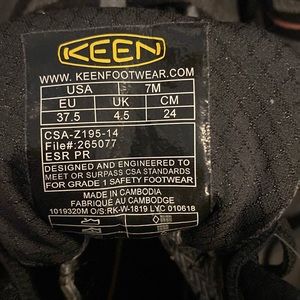 KEEN
WWW.KEENFOOTWEAR.COM
USA 7M
EU UK CM
37.5 4.5 24
CSA-Z195-14
File#:265077
ESR PR
DESIGNED AND ENGINEERED TO
MEET OR SURPASS CSA STANDARDS
FOR GRADE 1 SAFETY FOOTWEAR
MADE IN CAMBODIA
FABRIQUÉ AU CAMBODGE
1019320M O/S:RK-W-1819 LYC 010618